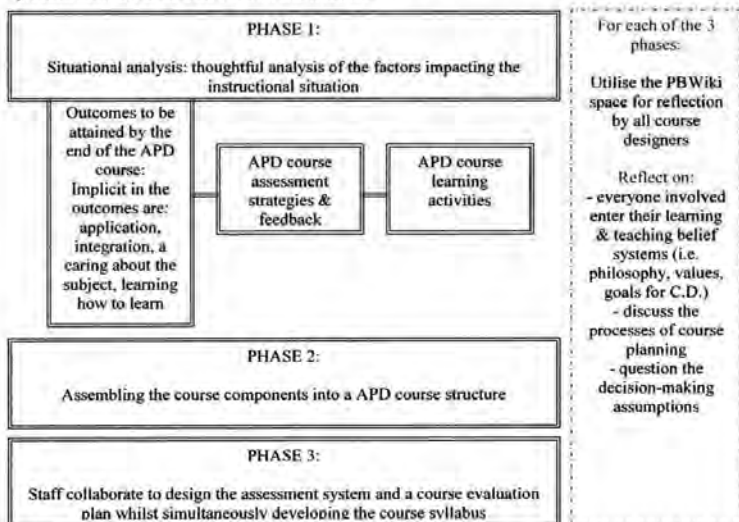 PHASE 1:
Situational analysis: thoughtful analysis of the factors impacting the
instructional situation
Outcomes to be
attained by the
end of the APD
course:
Implicit in the
outcomes are:
application,
integration, a
caring about the
subject, learning
how to learn
APD course
assessment
strategies &
feedback
APD course
learning
activities
PHASE 2:
Assembling the course components into a APD course structure
PHASE 3:
Staff collaborate to design the assessment system and a course evaluation
plan whilst simultaneously developing the course syllabus
For each of the 3
phases:
Utilise the PBWiki
space for reflection
by all course
designers
Reflect on:
- everyone involved
enter their learning
& teaching belief
systems (i.e.
philosophy, values,
goals for C.D.)
- discuss the
processes of course
planning
- question the
decision-making
assumptions